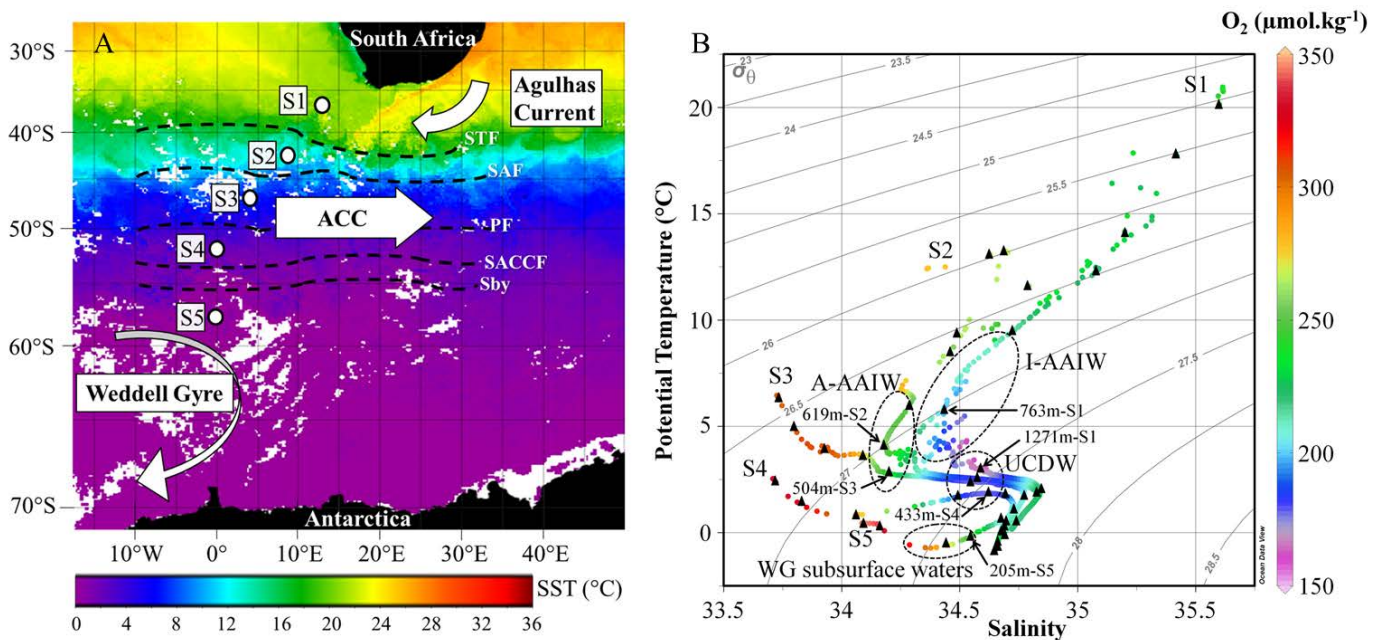 A
South Africa
30°S
S1
Agulhas
Current
40°S
STF
S2
SAF
S3
ACC
50°S
PF
S4
SACCF
Sby
S5
60°S
Weddell Gyre
70°S
Antarctica
10°W
0°
10°E
20°E
30°E
40°E
SST (°C)
0
4
8
12
16
20
24
28
32
36
O₂ (µmol.kg⁻¹)
B
σθ
23
23.5
24
24.5
25
25.5
26
26.5
27
27.5
28
28.5
Potential Temperature (°C)
20
15
10
5
0
S1
S2
S3
I-AAIW
A-AAIW
619m-S2
763m-S1
1271m-S1
UCDW
S4
504m-S3
433m-S4
S5
WG subsurface waters
205m-S5
33.5
34
34.5
35
35.5
Salinity
Ocean Data View
350
300
250
200
150